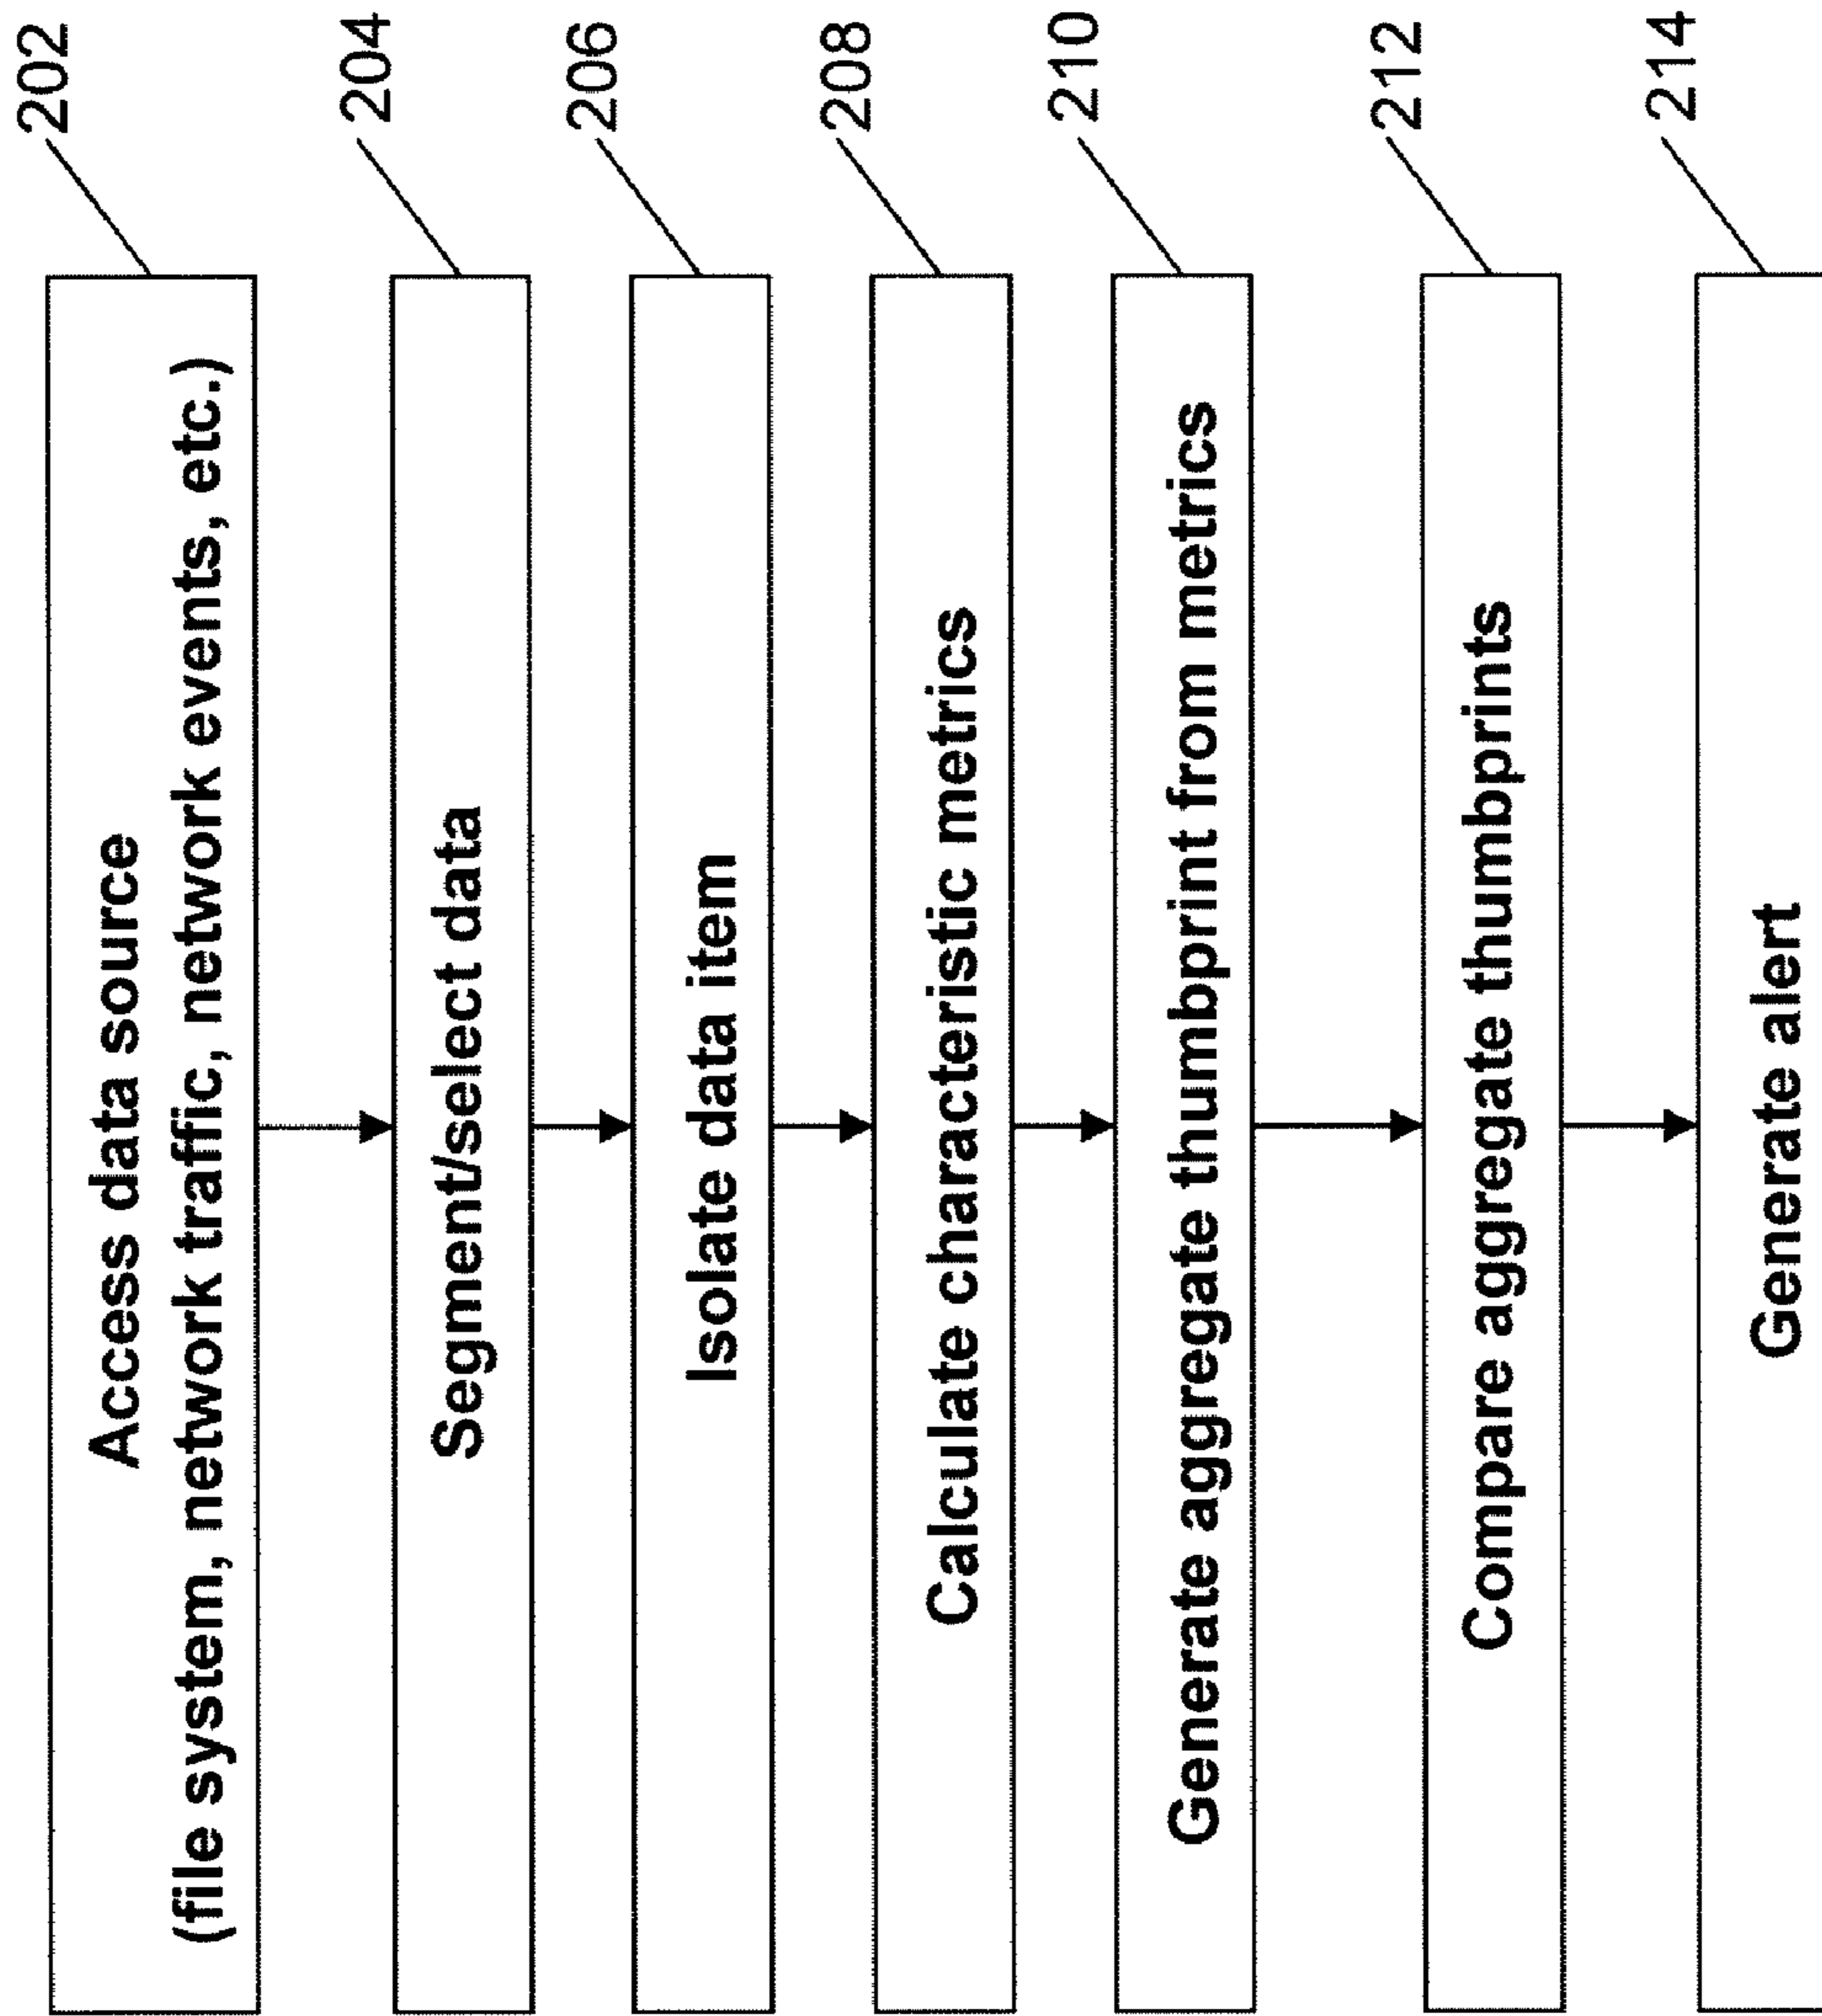 202
Access data source
(file system, network traffic, network events, etc.)
204
Segment/select data
206
Isolate data item
208
Calculate characteristic metrics
210
Generate aggregate thumbprint from metrics
212
Compare aggregate thumbprints
214
Generate alert